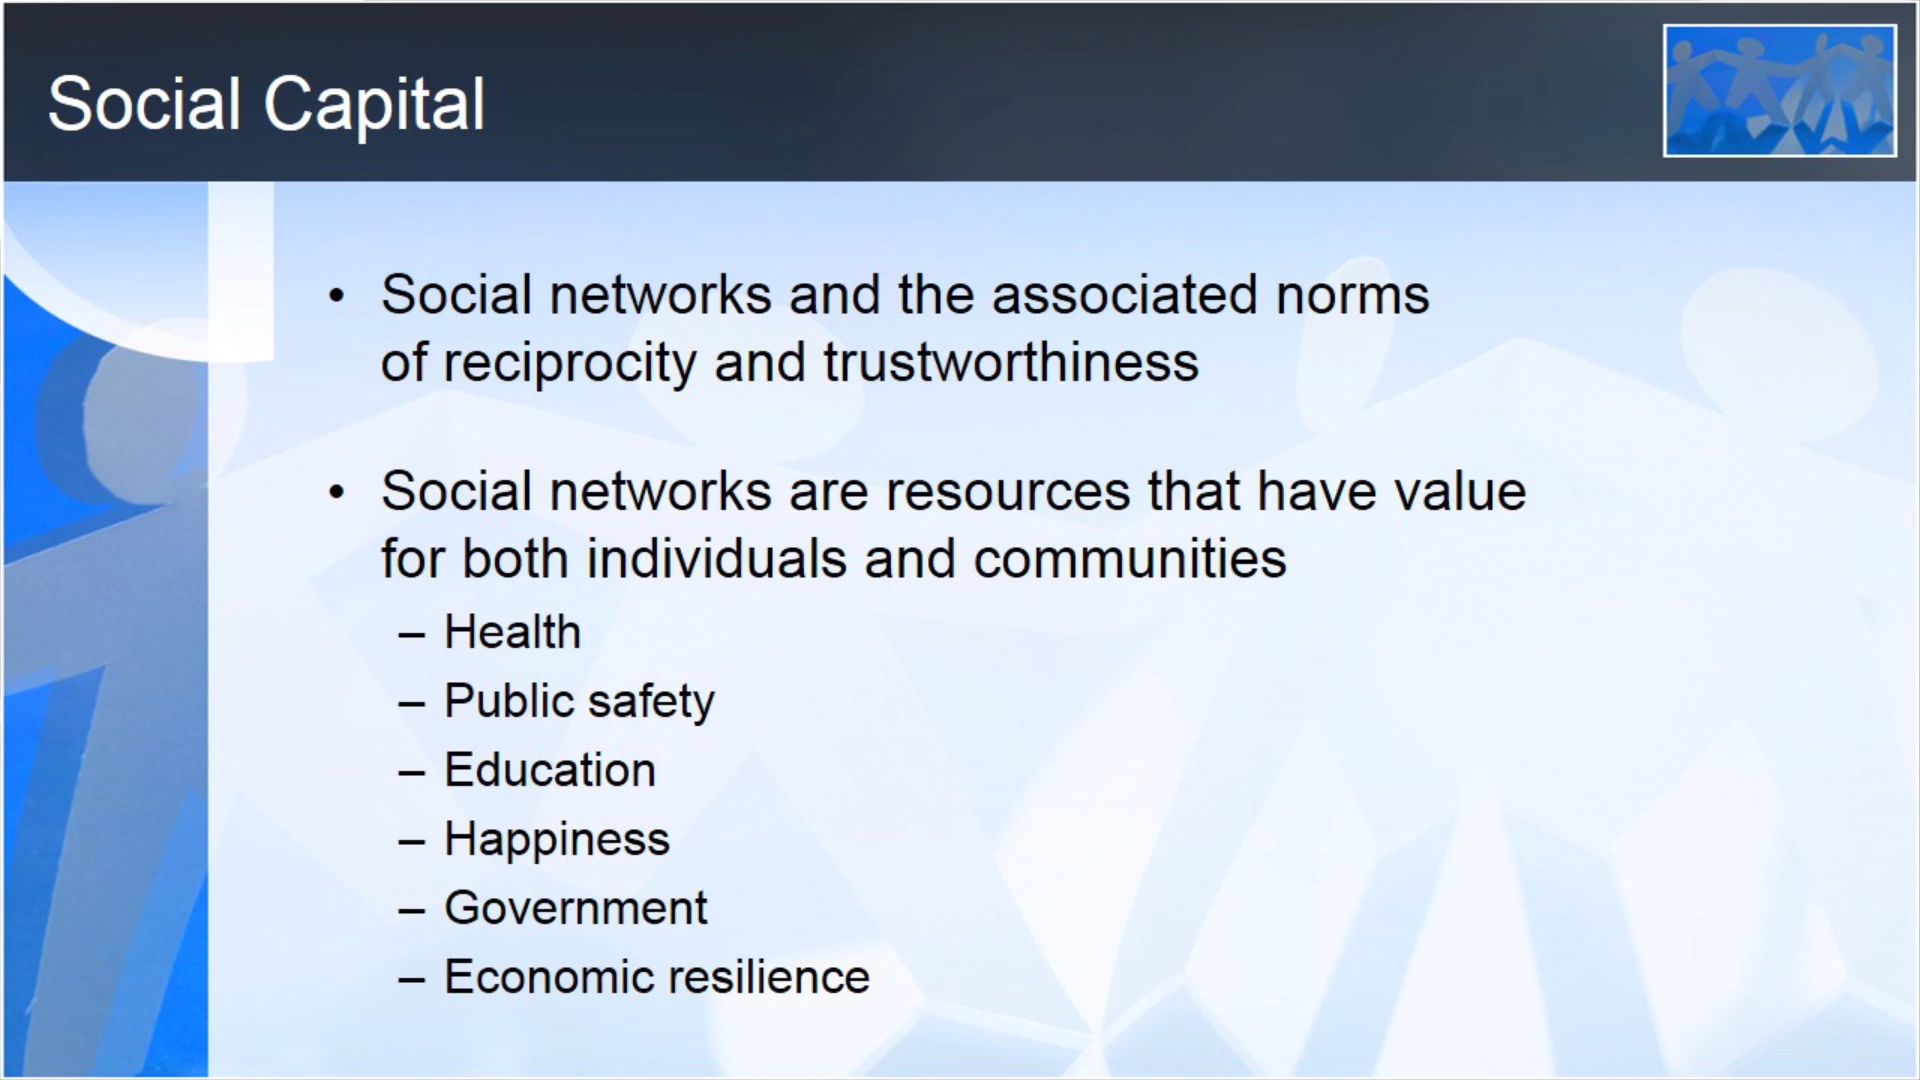 Social Capital
• Social networks and the associated norms
of reciprocity and trustworthiness
• Social networks are resources that have value
for both individuals and communities
– Health
– Public safety
– Education
– Happiness
– Government
– Economic resilience